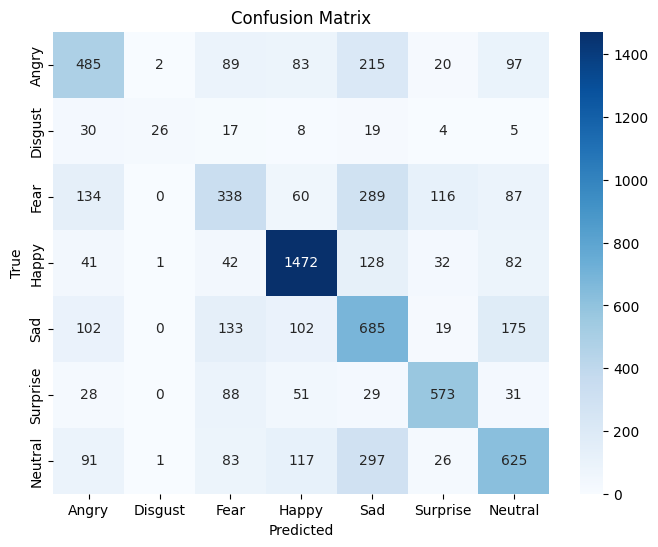 Confusion Matrix
True
Angry 485 2 89 83 215 20 97
Disgust 30 26 17 8 19 4 5
Fear 134 0 338 60 289 116 87
Happy 41 1 42 1472 128 32 82
Sad 102 0 133 102 685 19 175
Surprise 28 0 88 51 29 573 31
Neutral 91 1 83 117 297 26 625
Angry Disgust Fear Happy Sad Surprise Neutral
Predicted
1400
1200
1000
800
600
400
200
0